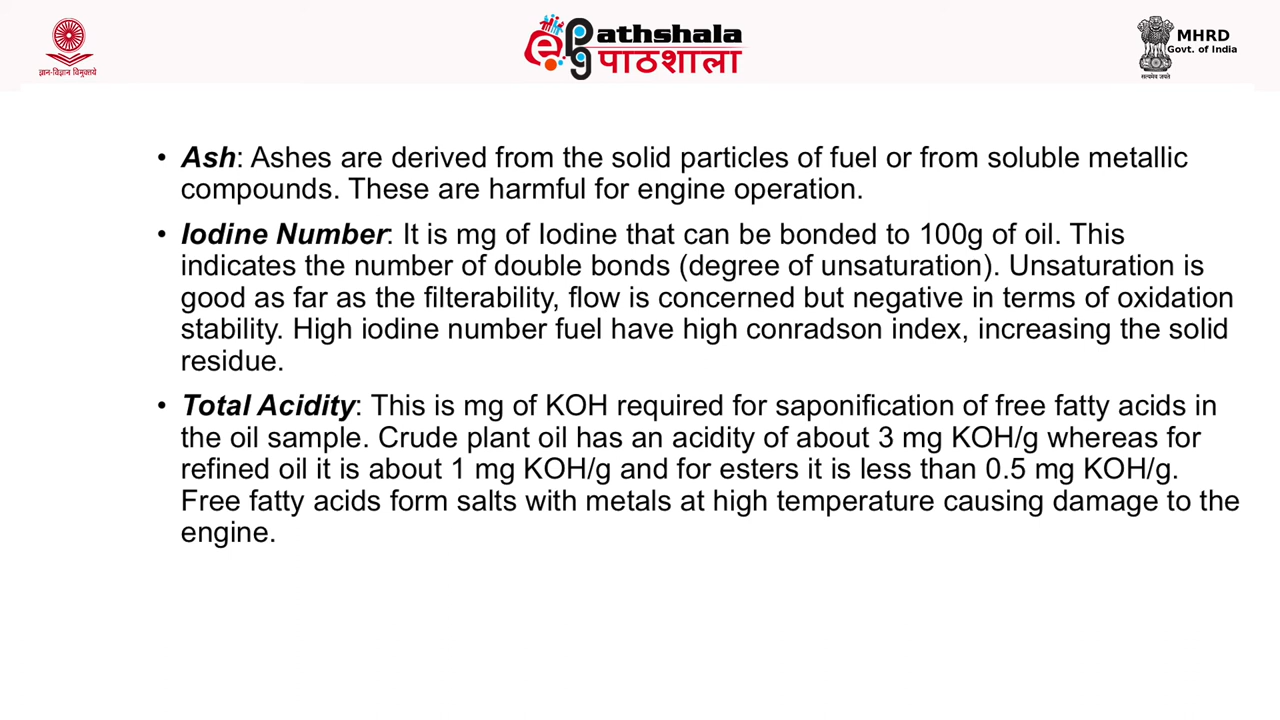 ज्ञान-विज्ञान विमुक्तये
e pg
athshala
पाठशाला
MHRD
Govt. of India
सत्यमेव जयते
• Ash: Ashes are derived from the solid particles of fuel or from soluble metallic
compounds. These are harmful for engine operation.
• Iodine Number: It is mg of Iodine that can be bonded to 100g of oil. This
indicates the number of double bonds (degree of unsaturation). Unsaturation is
good as far as the filterability, flow is concerned but negative in terms of oxidation
stability. High iodine number fuel have high conradson index, increasing the solid
residue.
• Total Acidity: This is mg of KOH required for saponification of free fatty acids in
the oil sample. Crude plant oil has an acidity of about 3 mg KOH/g whereas for
refined oil it is about 1 mg KOH/g and for esters it is less than 0.5 mg KOH/g.
Free fatty acids form salts with metals at high temperature causing damage to the
engine.